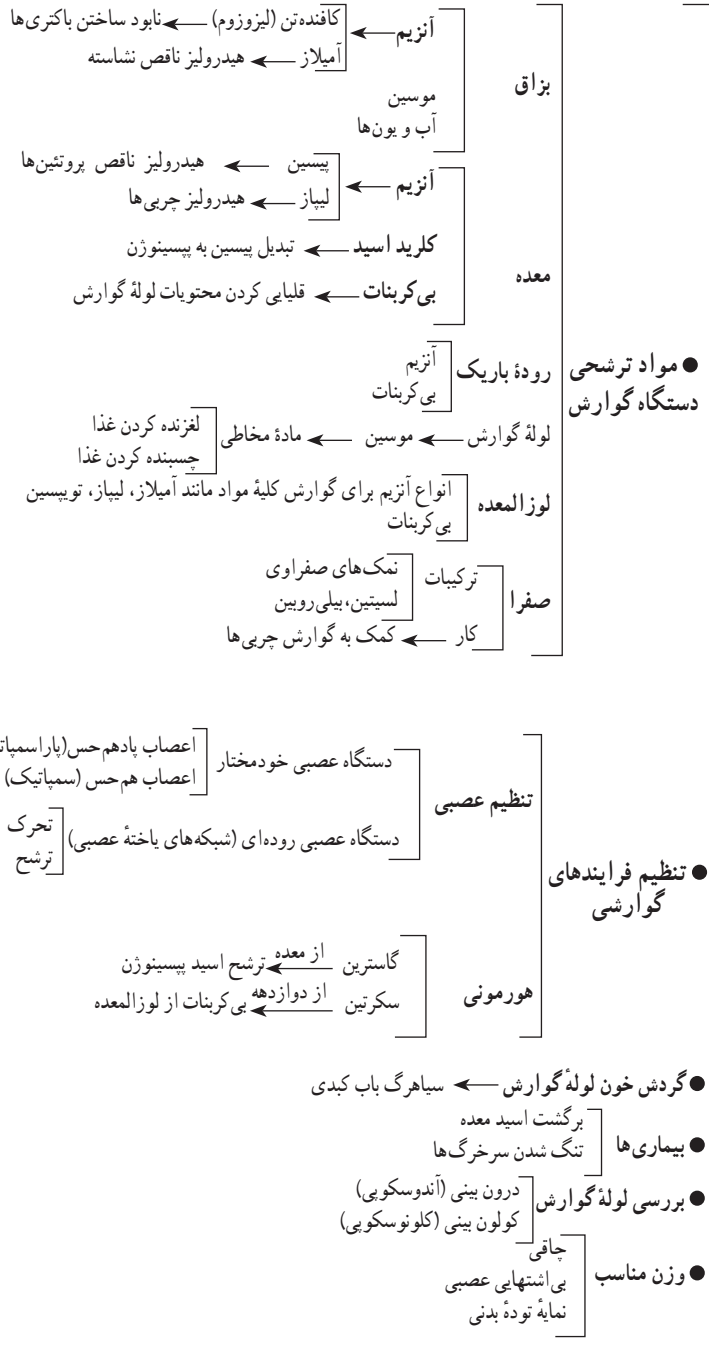 ● مواد ترشحی
دستگاه گوارش
بزاق
آنزیم
کافنده‌تن (لیزوزوم) ← نابود ساختن باکتری‌ها
آمیلاز ← هیدرولیز ناقص نشاسته
موسین
آب و یون‌ها
معده
آنزیم
پپسین ← هیدرولیز ناقص پروتئین‌ها
لیپاز ← هیدرولیز چربی‌ها
کلرید اسید ← تبدیل پپسین به پپسینوژن
بی‌کربنات ← قلیایی کردن محتویات لولهٔ گوارش
رودهٔ باریک
آنزیم
بی‌کربنات
لولهٔ گوارش ← موسین ← مادهٔ مخاطی
لغزنده کردن غذا
چسبنده کردن غذا
لوزالمعده
انواع آنزیم برای گوارش کلیهٔ مواد مانند آمیلاز، لیپاز، تویپسین
بی‌کربنات
صفرا
ترکیبات
نمک‌های صفراوی
لسیتین،بیلی‌روبین
کار ← کمک به گوارش چربی‌ها
● تنظیم فرایندهای
گوارشی
تنظیم عصبی
دستگاه عصبی خودمختار
اعصاب پادهم‌حس(پاراسمپات
اعصاب هم‌حس (سمپاتیک)
دستگاه عصبی روده‌ای (شبکه‌های یاختهٔ عصبی)
تحرک
ترشح
هورمونی
گاسترین از معده ← ترشح اسید پپسینوژن
سکرتین از دوازدهه ← بی‌کربنات از لوزالمعده
● گردش خون لولهٔ گوارش ← سیاهرگ باب کبدی
● بیماری‌ها
برگشت اسید معده
تنگ شدن سرخرگ‌ها
● بررسی لولهٔ گوارش
درون بینی (آندوسکوپی)
کولون بینی (کلونوسکوپی)
● وزن مناسب
چاقی
بی‌اشتهایی عصبی
نمایهٔ تودهٔ بدنی